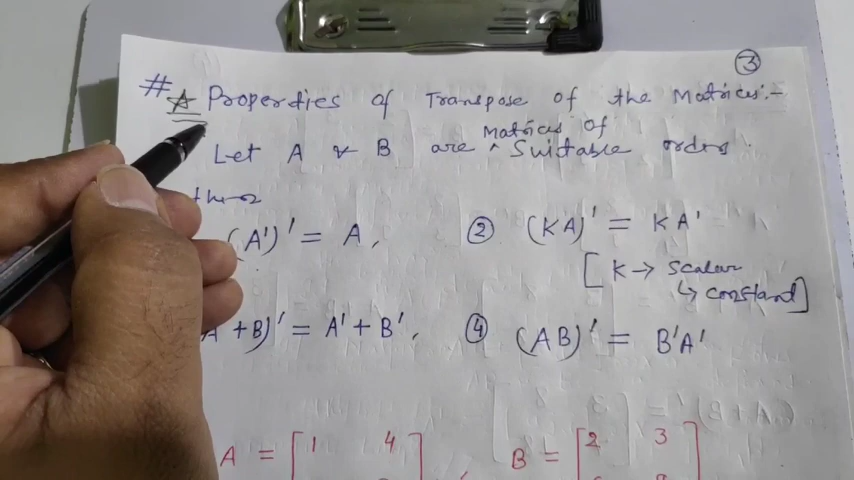 ③
# ☆ Properties of Transpose of the Matrices:-
Let A & B are ^ Matrices of Suitable orders.
then
(A')' = A, ② (KA)' = KA'
[K → Scalar
↳ constant]
A + B)' = A' + B', ④ (AB)' = B'A'
A = [1 4] , B = [2 3]